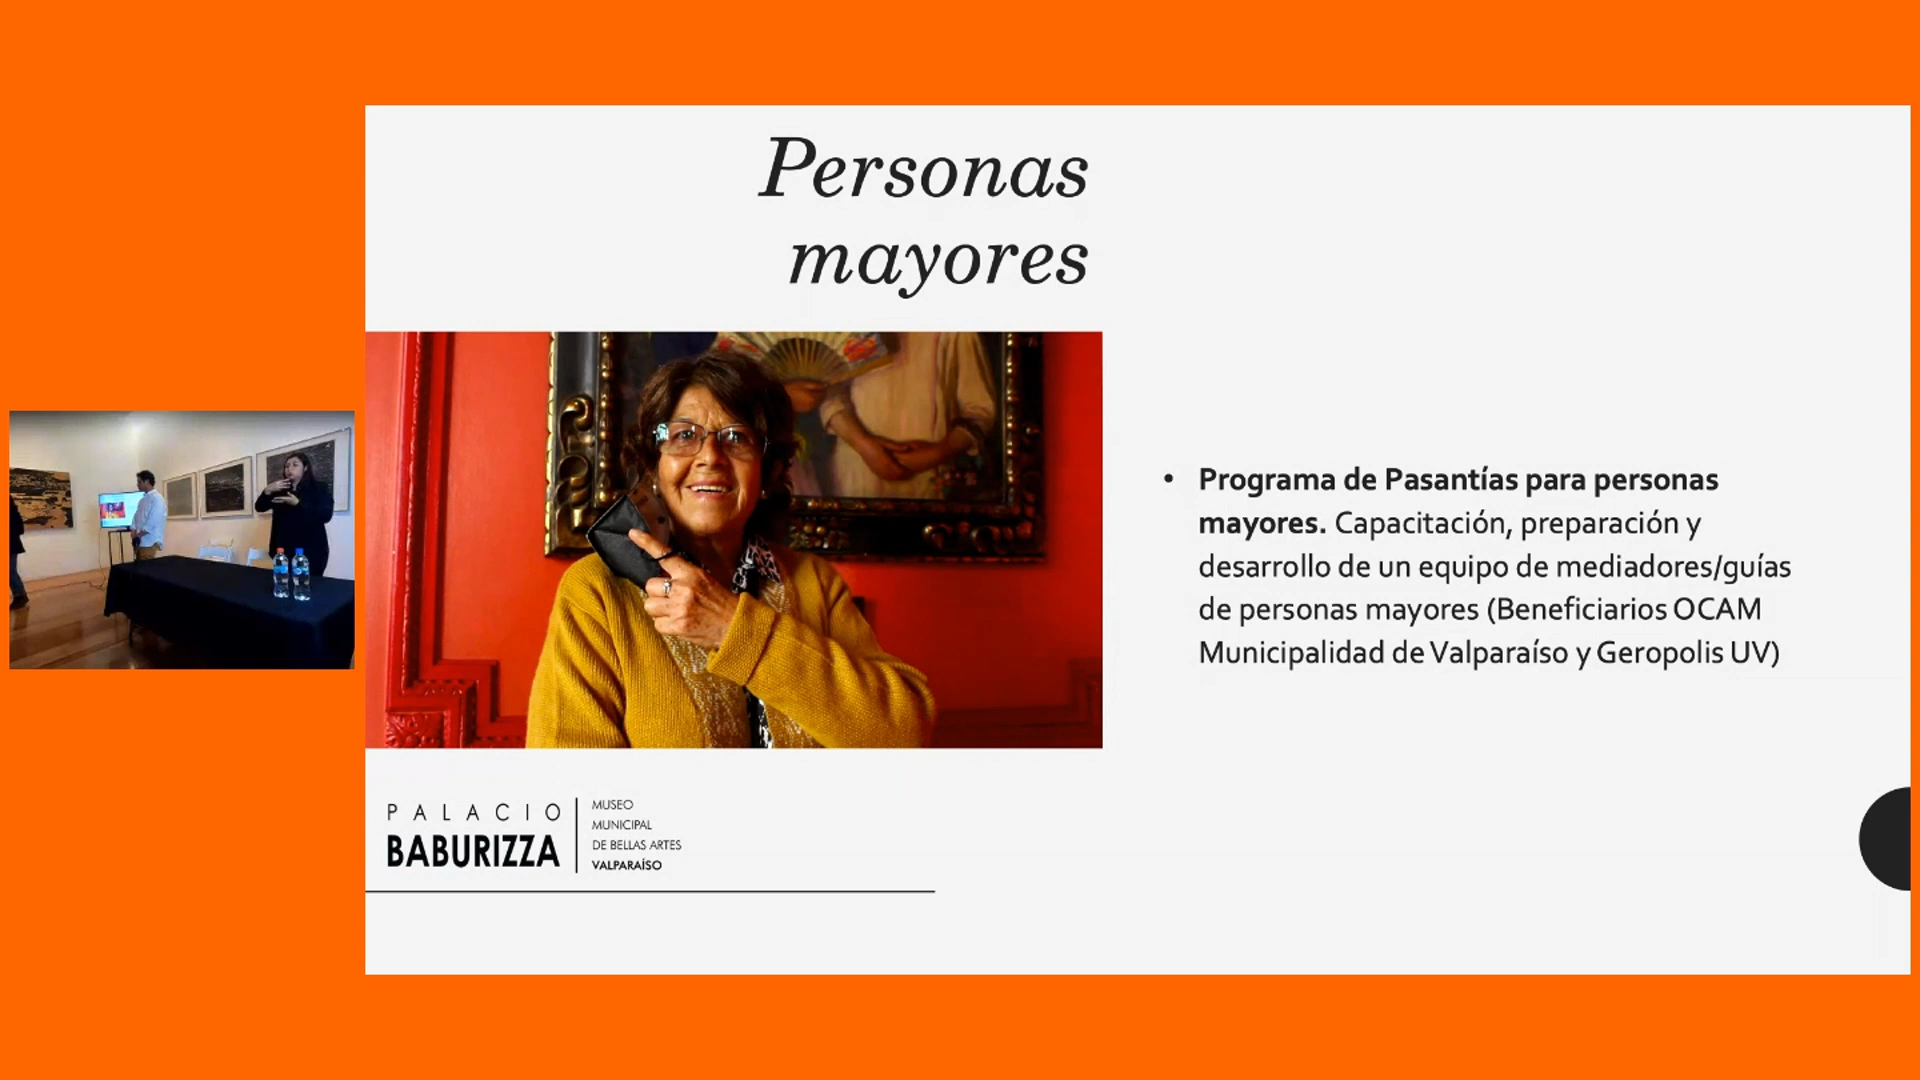 Personas
mayores
• Programa de Pasantías para personas
mayores. Capacitación, preparación y
desarrollo de un equipo de mediadores/guías
de personas mayores (Beneficiarios OCAM
Municipalidad de Valparaíso y Geropolis UV)
PALACIO
BABURIZZA
MUSEO
MUNICIPAL
DE BELLAS ARTES
VALPARAÍSO